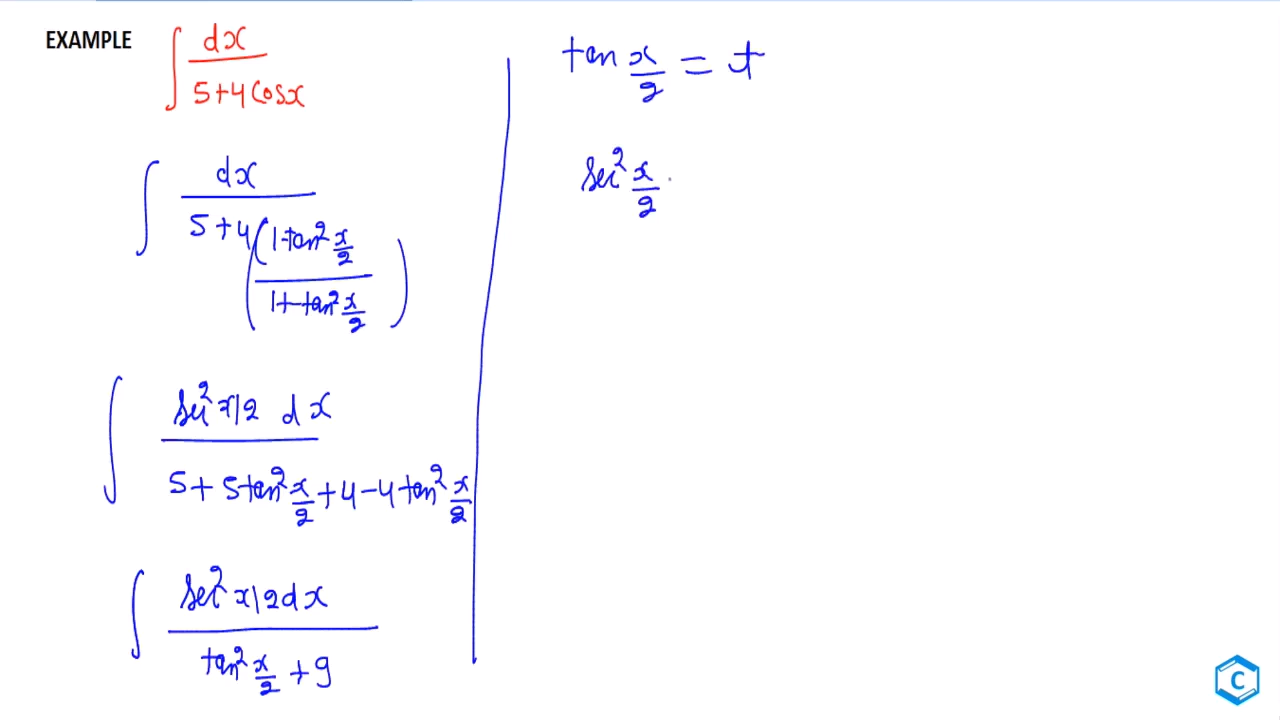 EXAMPLE ∫ dx / (5+4Cosx)
∫ dx / (5+4((1-tan² x/2) / (1+tan² x/2)))
∫ sec² x/2 dx / (5+5tan² x/2 +4-4tan² x/2)
∫ sec² x/2 dx / (tan² x/2 + 9)
tan x/2 = t
sec² x/2 .
C